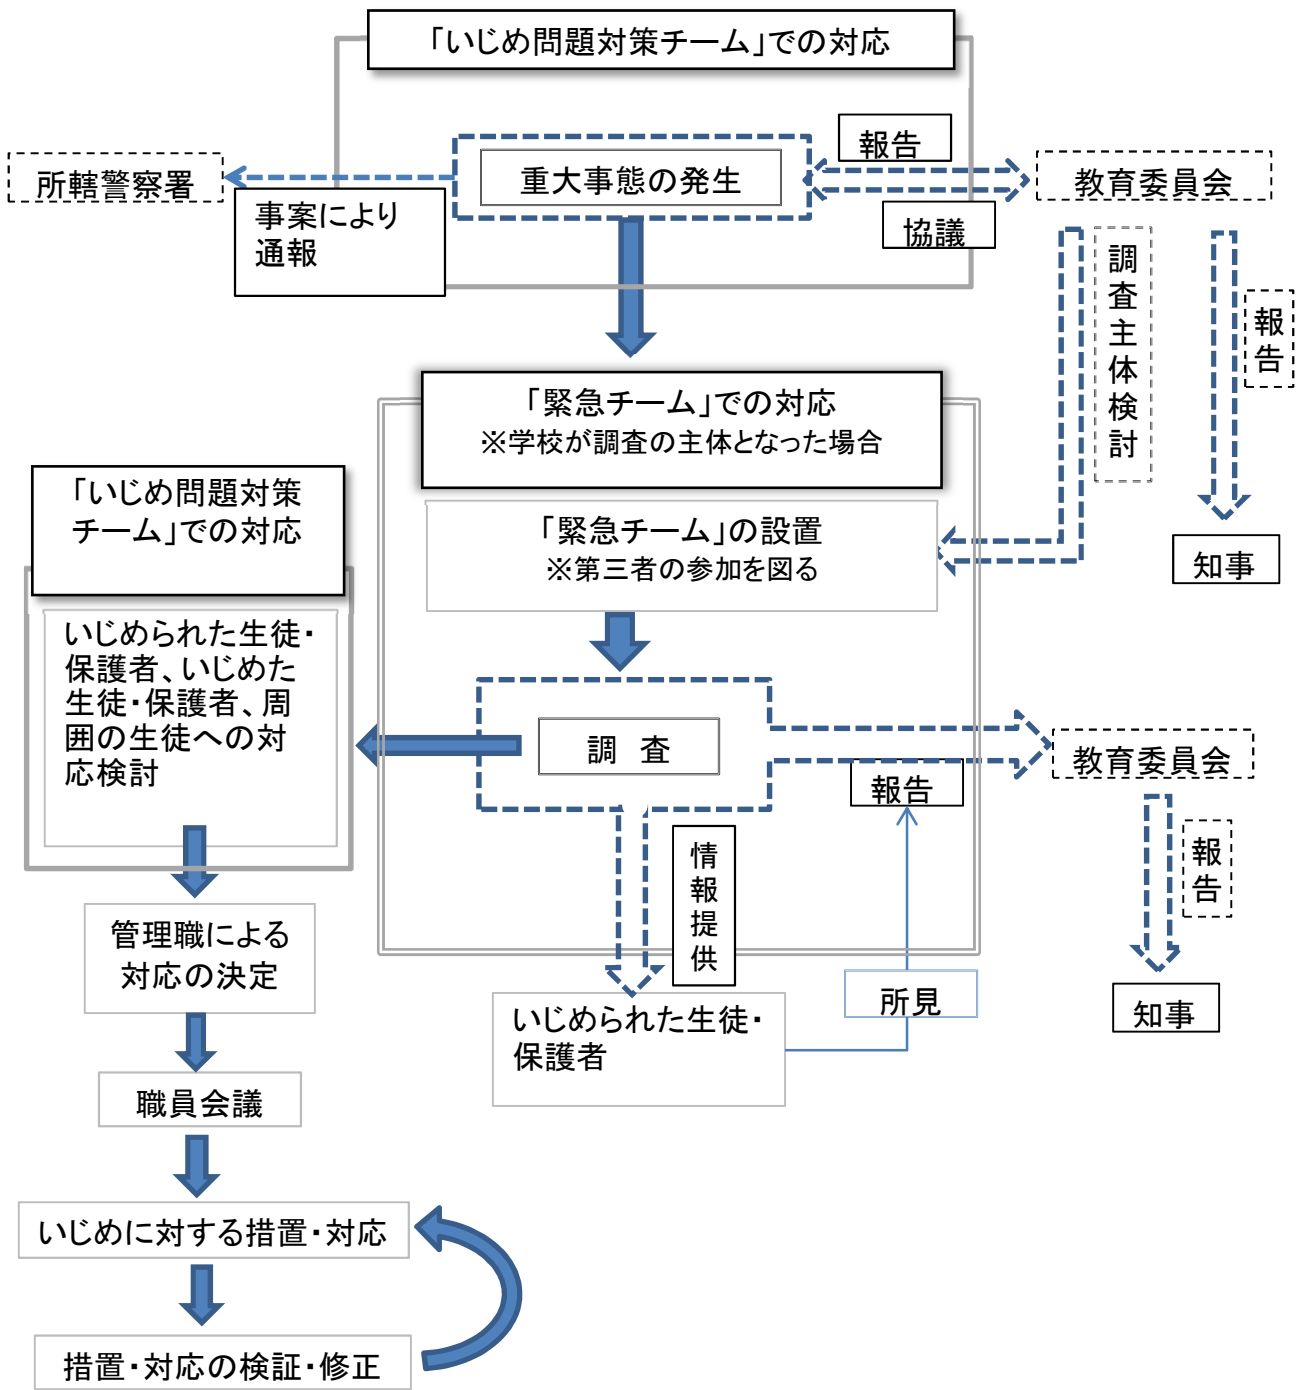 「いじめ問題対策チーム」での対応
報告
重大事態の発生
所轄警察署
教育委員会
事案により
通報
協議
調査主体検討
報告
「緊急チーム」での対応
※学校が調査の主体となった場合
「いじめ問題対策
チーム」での対応
「緊急チーム」の設置
※第三者の参加を図る
知事
いじめられた生徒・
保護者、いじめた
生徒・保護者、周
囲の生徒への対
応検討
調　査
教育委員会
報告
情報提供
報告
管理職による
対応の決定
所見
いじめられた生徒・
保護者
知事
職員会議
いじめに対する措置・対応
措置・対応の検証・修正